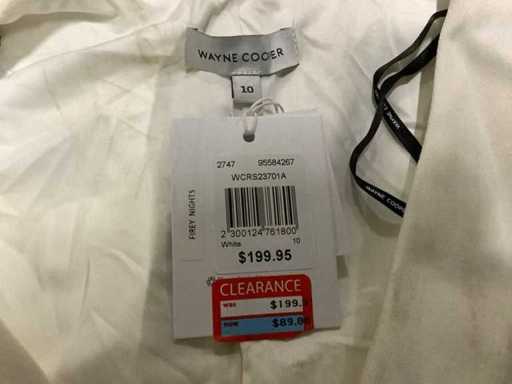 WAYNE COOPER
10
2747 95584267
WCRS23701A
FIREY NIGHTS
2 300124 761800
White 10
$199.95
CLEARANCE
was $199.
now $89.
WAYNE COOPER